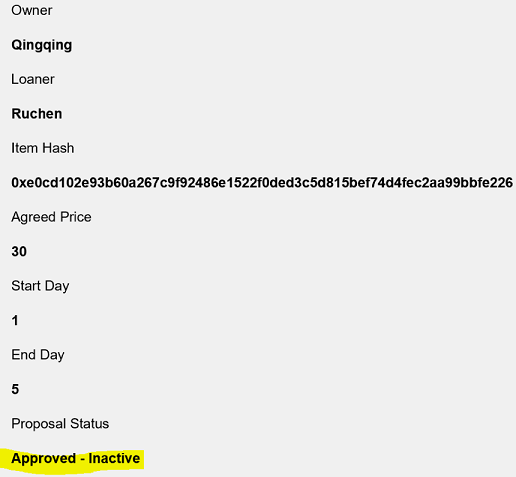 Owner
Qingqing
Loaner
Ruchen
Item Hash
0xe0cd102e93b60a267c9f92486e1522f0ded3c5d815bef74d4fec2aa99bbfe226
Agreed Price
30
Start Day
1
End Day
5
Proposal Status
Approved - Inactive